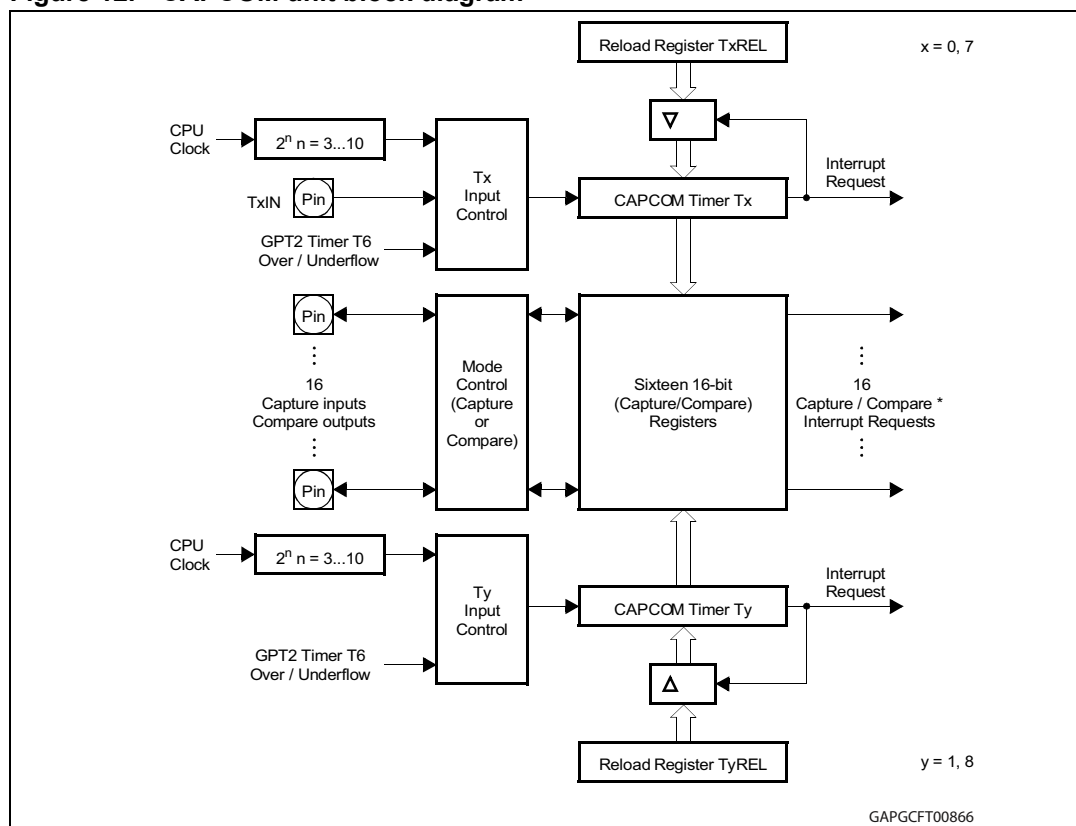 Reload Register TxREL
x = 0, 7
CPU
Clock
2ⁿ n = 3...10
Tx
Input
Control
Interrupt
Request
TxIN
Pin
CAPCOM Timer Tx
GPT2 Timer T6
Over / Underflow
Pin
16
Capture inputs
Compare outputs
Pin
Mode
Control
(Capture
or
Compare)
Sixteen 16-bit
(Capture/Compare)
Registers
16
Capture / Compare *
Interrupt Requests
CPU
Clock
2ⁿ n = 3...10
Ty
Input
Control
Interrupt
Request
CAPCOM Timer Ty
GPT2 Timer T6
Over / Underflow
Reload Register TyREL
y = 1, 8
GAPGCFT00866